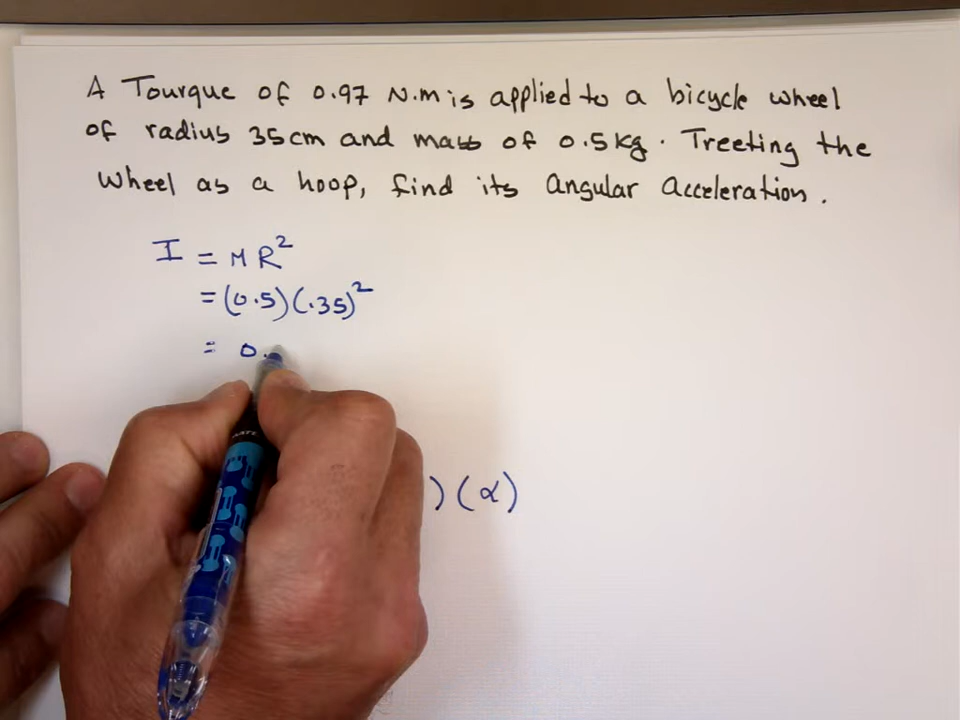 A Tourque of 0.97 N.m is applied to a bicycle wheel
of radius 35cm and mass of 0.5kg. Treeting the
wheel as a hoop, find its angular acceleration.
I = MR²
= (0.5)(.35)²
= 0.
)(α)